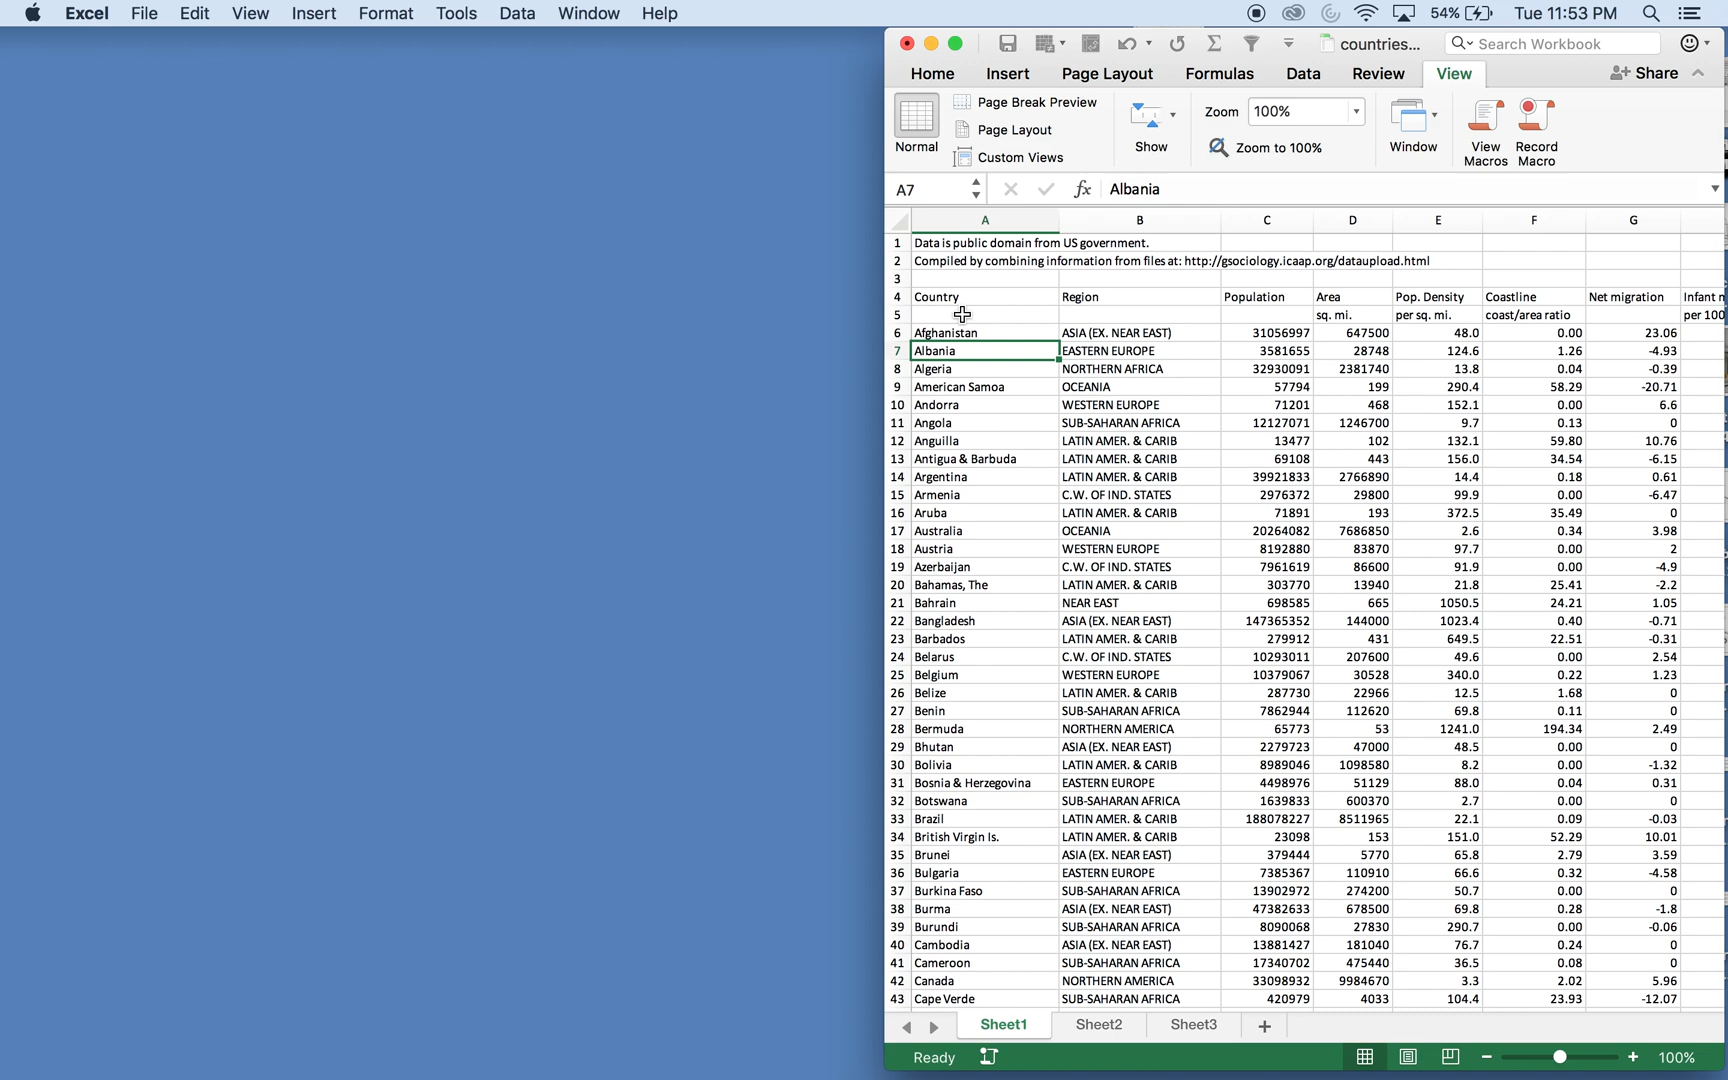 Excel File Edit View Insert Format Tools Data Window Help 54% Tue 11:53 PM
countries... Search Workbook
Home Insert Page Layout Formulas Data Review View Share
Normal Page Break Preview Page Layout Custom Views Show Zoom 100% Zoom to 100% Window View Macros Record Macro
A7 fx Albania
A B C D E F G
1 Data is public domain from US government.
2 Compiled by combining information from files at: http://gsociology.icaap.org/dataupload.html
3
4 Country Region Population Area Pop. Density Coastline Net migration Infant m
5 sq. mi. per sq. mi. coast/area ratio per 100
6 Afghanistan ASIA (EX. NEAR EAST) 31056997 647500 48.0 0.00 23.06
7 Albania EASTERN EUROPE 3581655 28748 124.6 1.26 -4.93
8 Algeria NORTHERN AFRICA 32930091 2381740 13.8 0.04 -0.39
9 American Samoa OCEANIA 57794 199 290.4 58.29 -20.71
10 Andorra WESTERN EUROPE 71201 468 152.1 0.00 6.6
11 Angola SUB-SAHARAN AFRICA 12127071 1246700 9.7 0.13 0
12 Anguilla LATIN AMER. & CARIB 13477 102 132.1 59.80 10.76
13 Antigua & Barbuda LATIN AMER. & CARIB 69108 443 156.0 34.54 -6.15
14 Argentina LATIN AMER. & CARIB 39921833 2766890 14.4 0.18 0.61
15 Armenia C.W. OF IND. STATES 2976372 29800 99.9 0.00 -6.47
16 Aruba LATIN AMER. & CARIB 71891 193 372.5 35.49 0
17 Australia OCEANIA 20264082 7686850 2.6 0.34 3.98
18 Austria WESTERN EUROPE 8192880 83870 97.7 0.00 2
19 Azerbaijan C.W. OF IND. STATES 7961619 86600 91.9 0.00 -4.9
20 Bahamas, The LATIN AMER. & CARIB 303770 13940 21.8 25.41 -2.2
21 Bahrain NEAR EAST 698585 665 1050.5 24.21 1.05
22 Bangladesh ASIA (EX. NEAR EAST) 147365352 144000 1023.4 0.40 -0.71
23 Barbados LATIN AMER. & CARIB 279912 431 649.5 22.51 -0.31
24 Belarus C.W. OF IND. STATES 10293011 207600 49.6 0.00 2.54
25 Belgium WESTERN EUROPE 10379067 30528 340.0 0.22 1.23
26 Belize LATIN AMER. & CARIB 287730 22966 12.5 1.68 0
27 Benin SUB-SAHARAN AFRICA 7862944 112620 69.8 0.11 0
28 Bermuda NORTHERN AMERICA 65773 53 1241.0 194.34 2.49
29 Bhutan ASIA (EX. NEAR EAST) 2279723 47000 48.5 0.00 0
30 Bolivia LATIN AMER. & CARIB 8989046 1098580 8.2 0.00 -1.32
31 Bosnia & Herzegovina EASTERN EUROPE 4498976 51129 88.0 0.04 0.31
32 Botswana SUB-SAHARAN AFRICA 1639833 600370 2.7 0.00 0
33 Brazil LATIN AMER. & CARIB 188078227 8511965 22.1 0.09 -0.03
34 British Virgin Is. LATIN AMER. & CARIB 23098 153 151.0 52.29 10.01
35 Brunei ASIA (EX. NEAR EAST) 379444 5770 65.8 2.79 3.59
36 Bulgaria EASTERN EUROPE 7385367 110910 66.6 0.32 -4.58
37 Burkina Faso SUB-SAHARAN AFRICA 13902972 274200 50.7 0.00 0
38 Burma ASIA (EX. NEAR EAST) 47382633 678500 69.8 0.28 -1.8
39 Burundi SUB-SAHARAN AFRICA 8090068 27830 290.7 0.00 -0.06
40 Cambodia ASIA (EX. NEAR EAST) 13881427 181040 76.7 0.24 0
41 Cameroon SUB-SAHARAN AFRICA 17340702 475440 36.5 0.08 0
42 Canada NORTHERN AMERICA 33098932 9984670 3.3 2.02 5.96
43 Cape Verde SUB-SAHARAN AFRICA 420979 4033 104.4 23.93 -12.07
Sheet1 Sheet2 Sheet3 +
Ready 100%